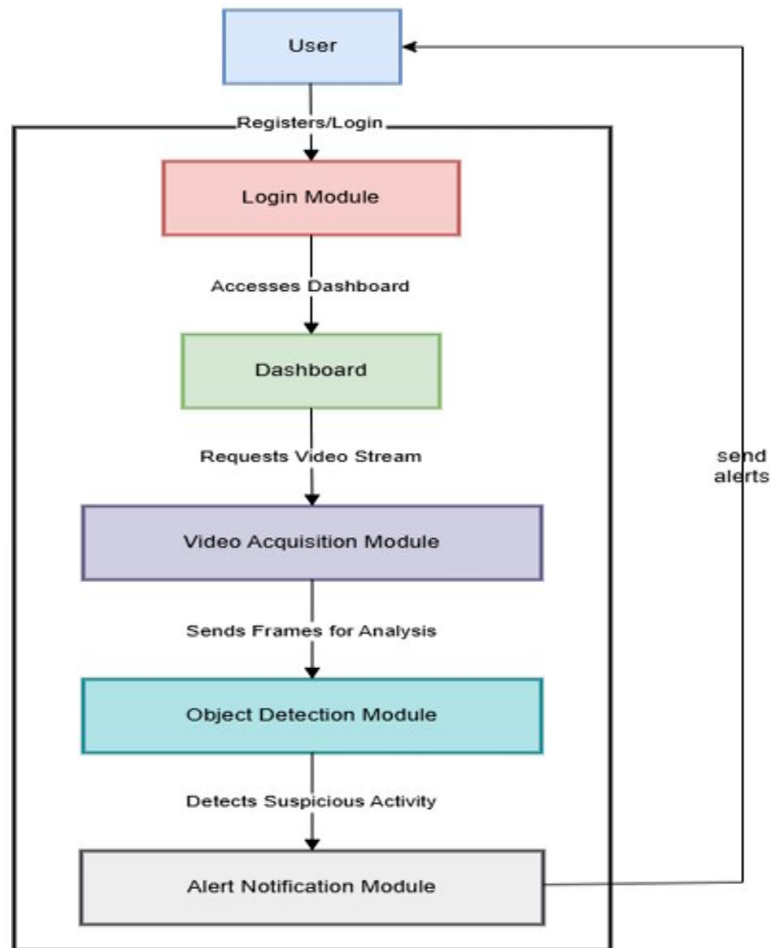 User
Registers/Login
Login Module
Accesses Dashboard
Dashboard
Requests Video Stream
send
alerts
Video Acquisition Module
Sends Frames for Analysis
Object Detection Module
Detects Suspicious Activity
Alert Notification Module